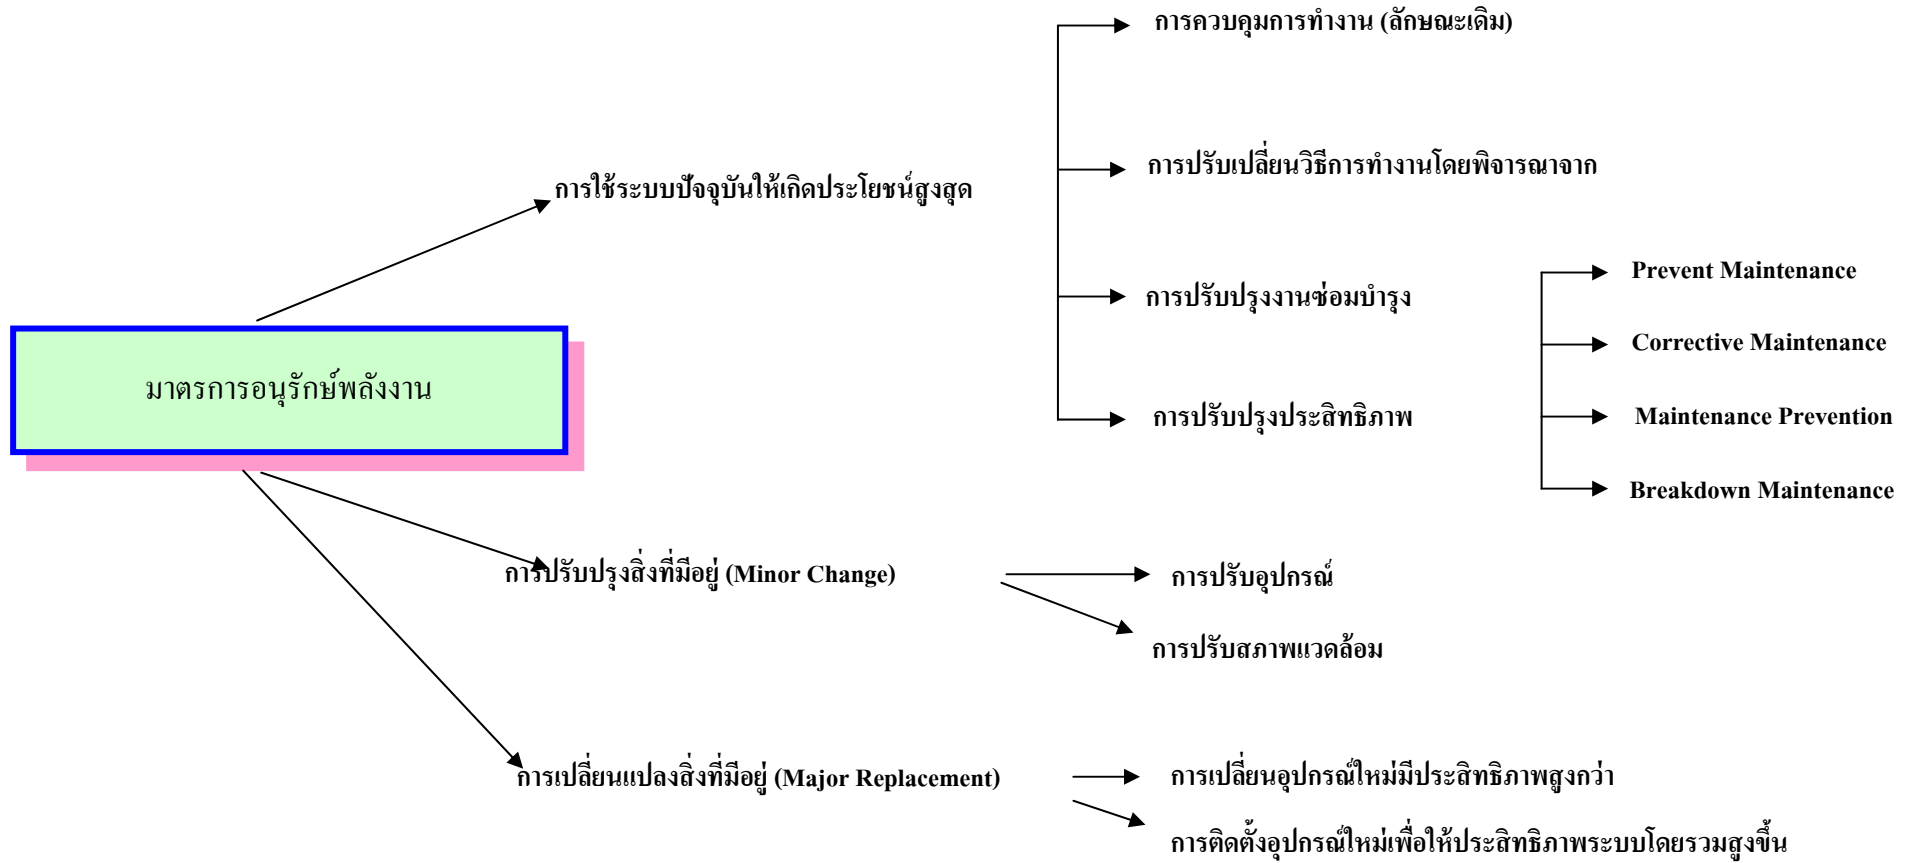 การควบคุมการทำงาน (ลักษณะเดิม)
การปรับเปลี่ยนวิธีการทำงานโดยพิจารณาจาก
การใช้ระบบปัจจุบันให้เกิดประโยชน์สูงสุด
Prevent Maintenance
การปรับปรุงงานซ่อมบำรุง
Corrective Maintenance
มาตรการอนุรักษ์พลังงาน
การปรับปรุงประสิทธิภาพ
Maintenance Prevention
Breakdown Maintenance
การปรับปรุงสิ่งที่มีอยู่ (Minor Change)
การปรับอุปกรณ์
การปรับสภาพแวดล้อม
การเปลี่ยนแปลงสิ่งที่มีอยู่ (Major Replacement)
การเปลี่ยนอุปกรณ์ใหม่มีประสิทธิภาพสูงกว่า
การติดตั้งอุปกรณ์ใหม่เพื่อให้ประสิทธิภาพระบบโดยรวมสูงขึ้น